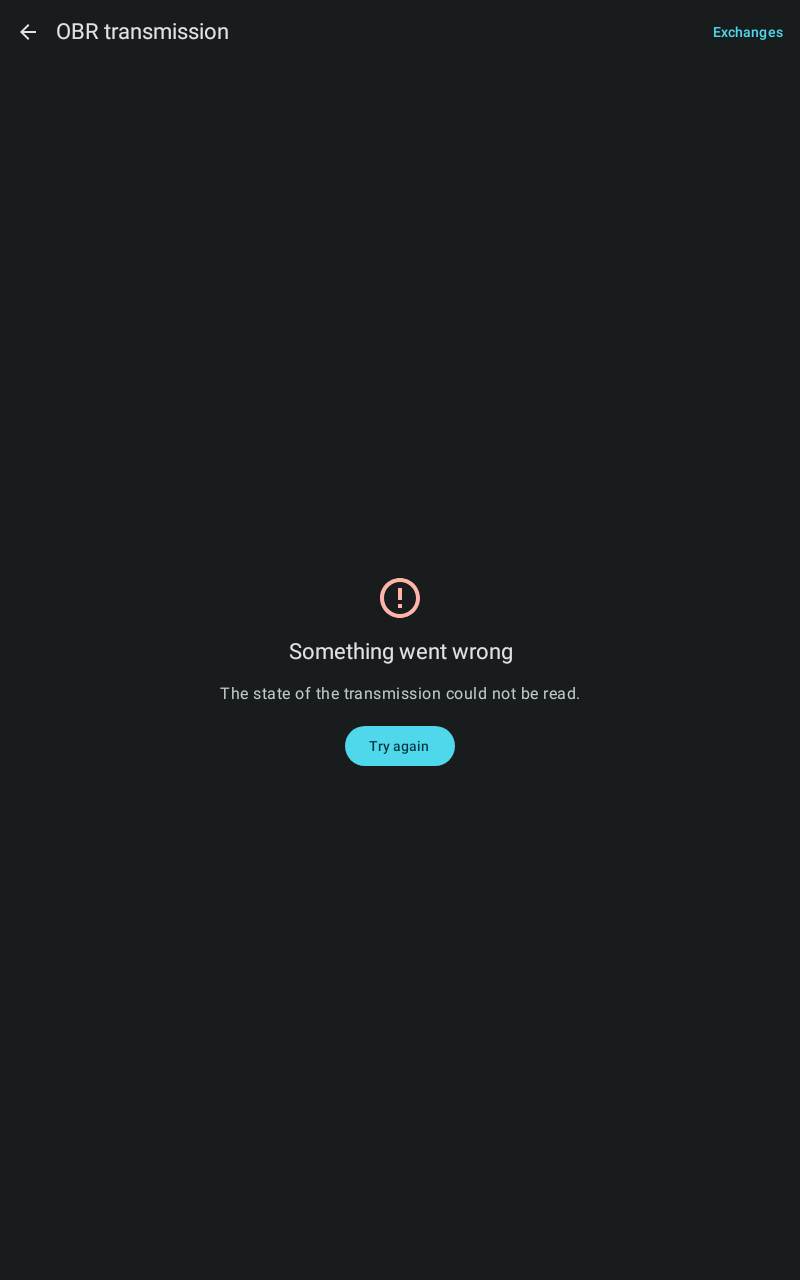 OBR transmission
Exchanges
Something went wrong
The state of the transmission could not be read.
Try again